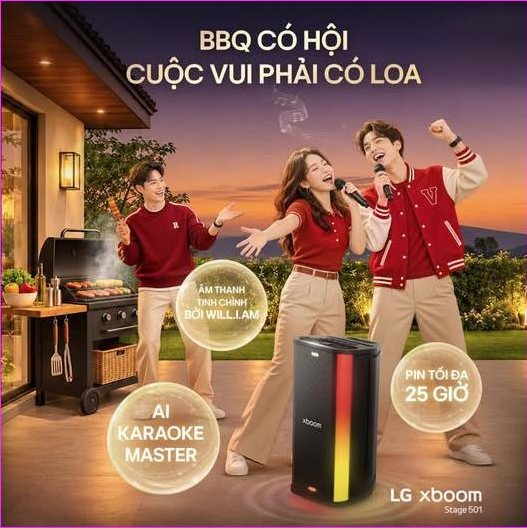 BBQ CÓ HỘI
CUỘC VUI PHẢI CÓ LOA
R
V
ÂM THANH
TINH CHỈNH
BỞI WILL.I.AM
PIN TỐI ĐA
25 GIỜ
AI
KARAOKE
MASTER
xboom
LG xboom
Stage 501